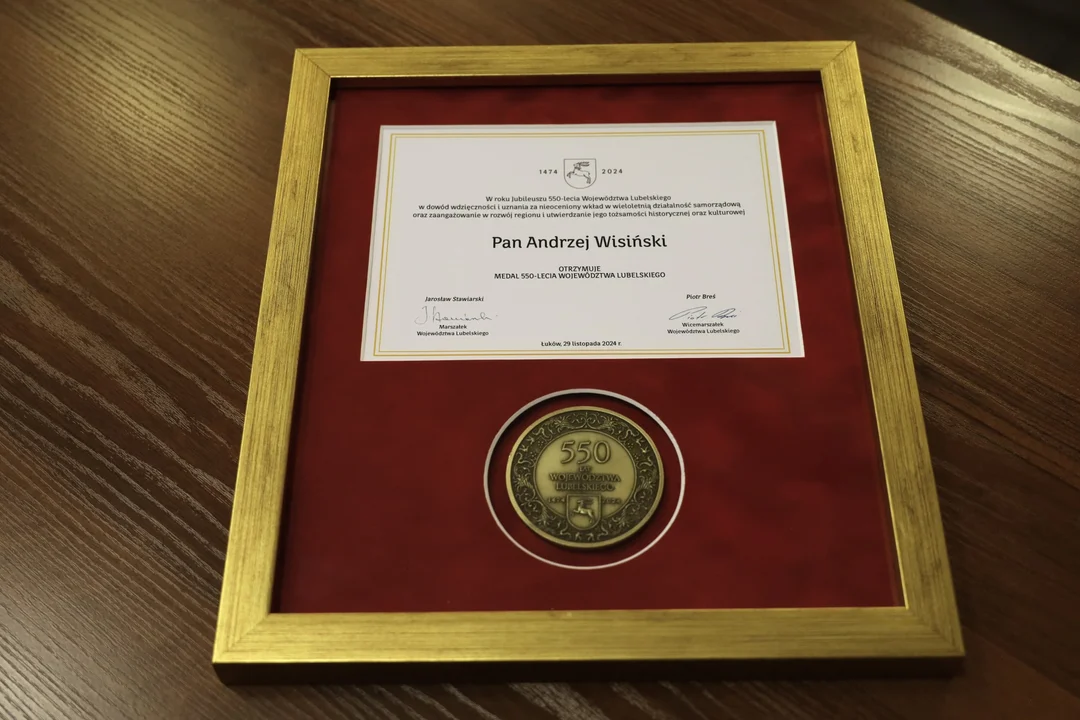 1474 2024
W roku Jubileuszu 550-lecia Województwa Lubelskiego
w dowód wdzięczności i uznania za nieoceniony wkład w wieloletnią działalność samorządową
oraz zaangażowanie w rozwój regionu i utwierdzanie jego tożsamości historycznej oraz kulturowej
Pan Andrzej Wisiński
OTRZYMUJE
MEDAL 550-LECIA WOJEWÓDZTWA LUBELSKIEGO
Jarosław Stawiarski
Marszałek
Województwa Lubelskiego
Piotr Breś
Wicemarszałek
Województwa Lubelskiego
Łuków, 29 listopada 2024 r.
550
LAT
WOJEWÓDZTWA
LUBELSKIEGO
1474 2024